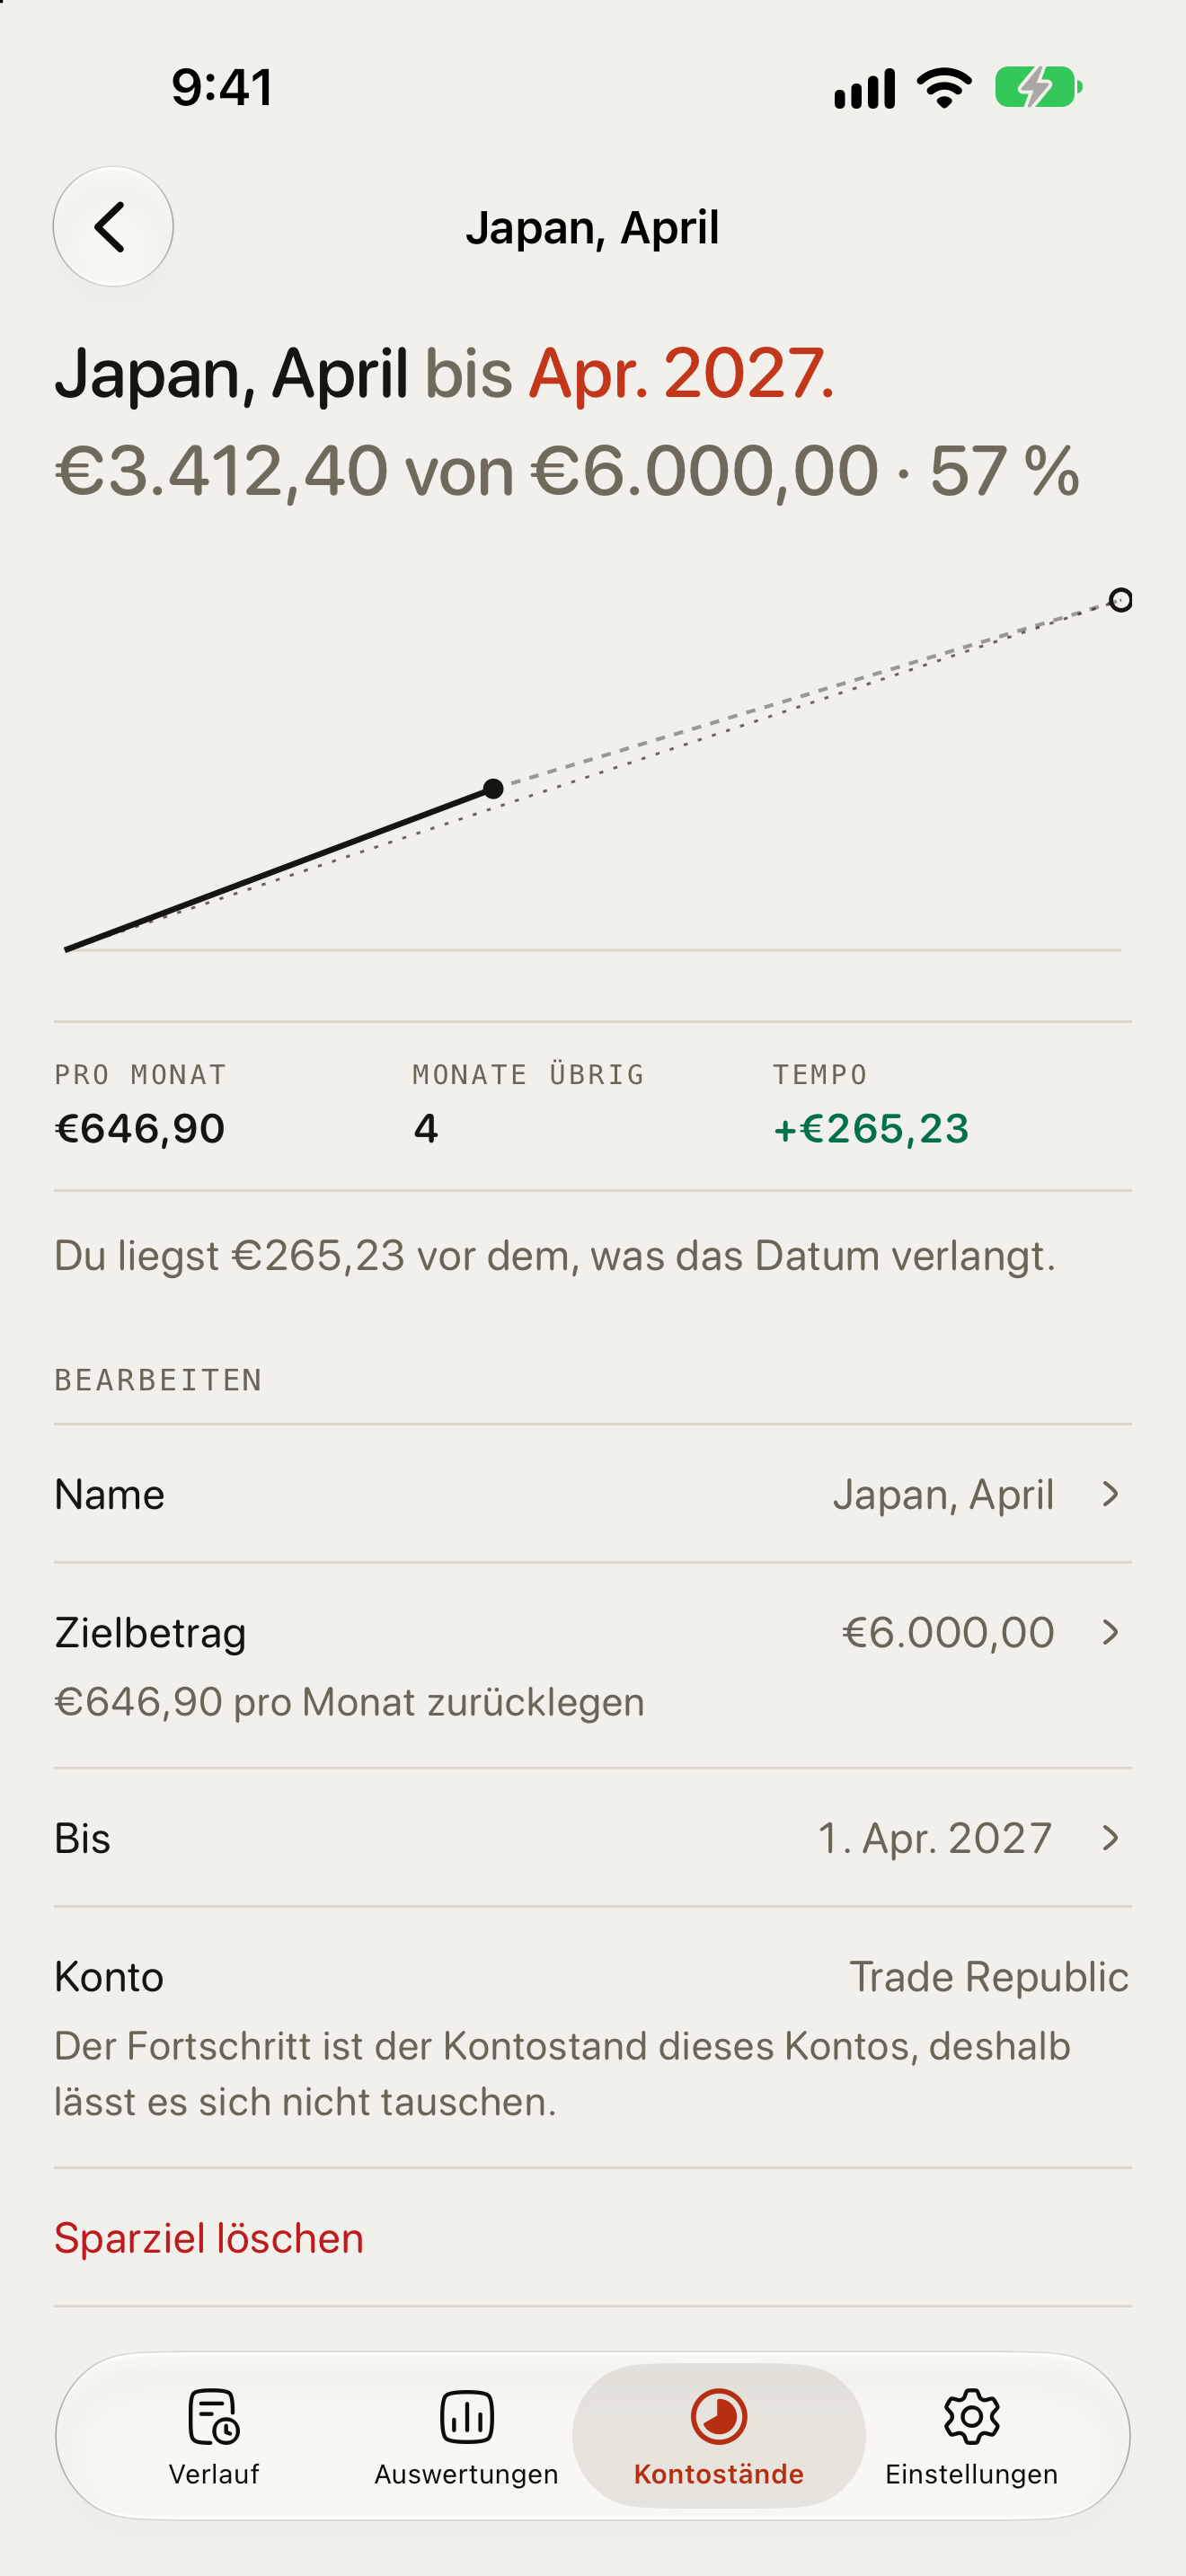 9:41
Japan, April
Japan, April bis Apr. 2027.
€3.412,40 von €6.000,00 · 57 %
PRO MONAT
€646,90
MONATE ÜBRIG
4
TEMPO
+€265,23
Du liegst €265,23 vor dem, was das Datum verlangt.
BEARBEITEN
Name
Japan, April
Zielbetrag
€6.000,00
€646,90 pro Monat zurücklegen
Bis
1. Apr. 2027
Konto
Trade Republic
Der Fortschritt ist der Kontostand dieses Kontos, deshalb
lässt es sich nicht tauschen.
Sparziel löschen
Verlauf
Auswertungen
Kontostände
Einstellungen